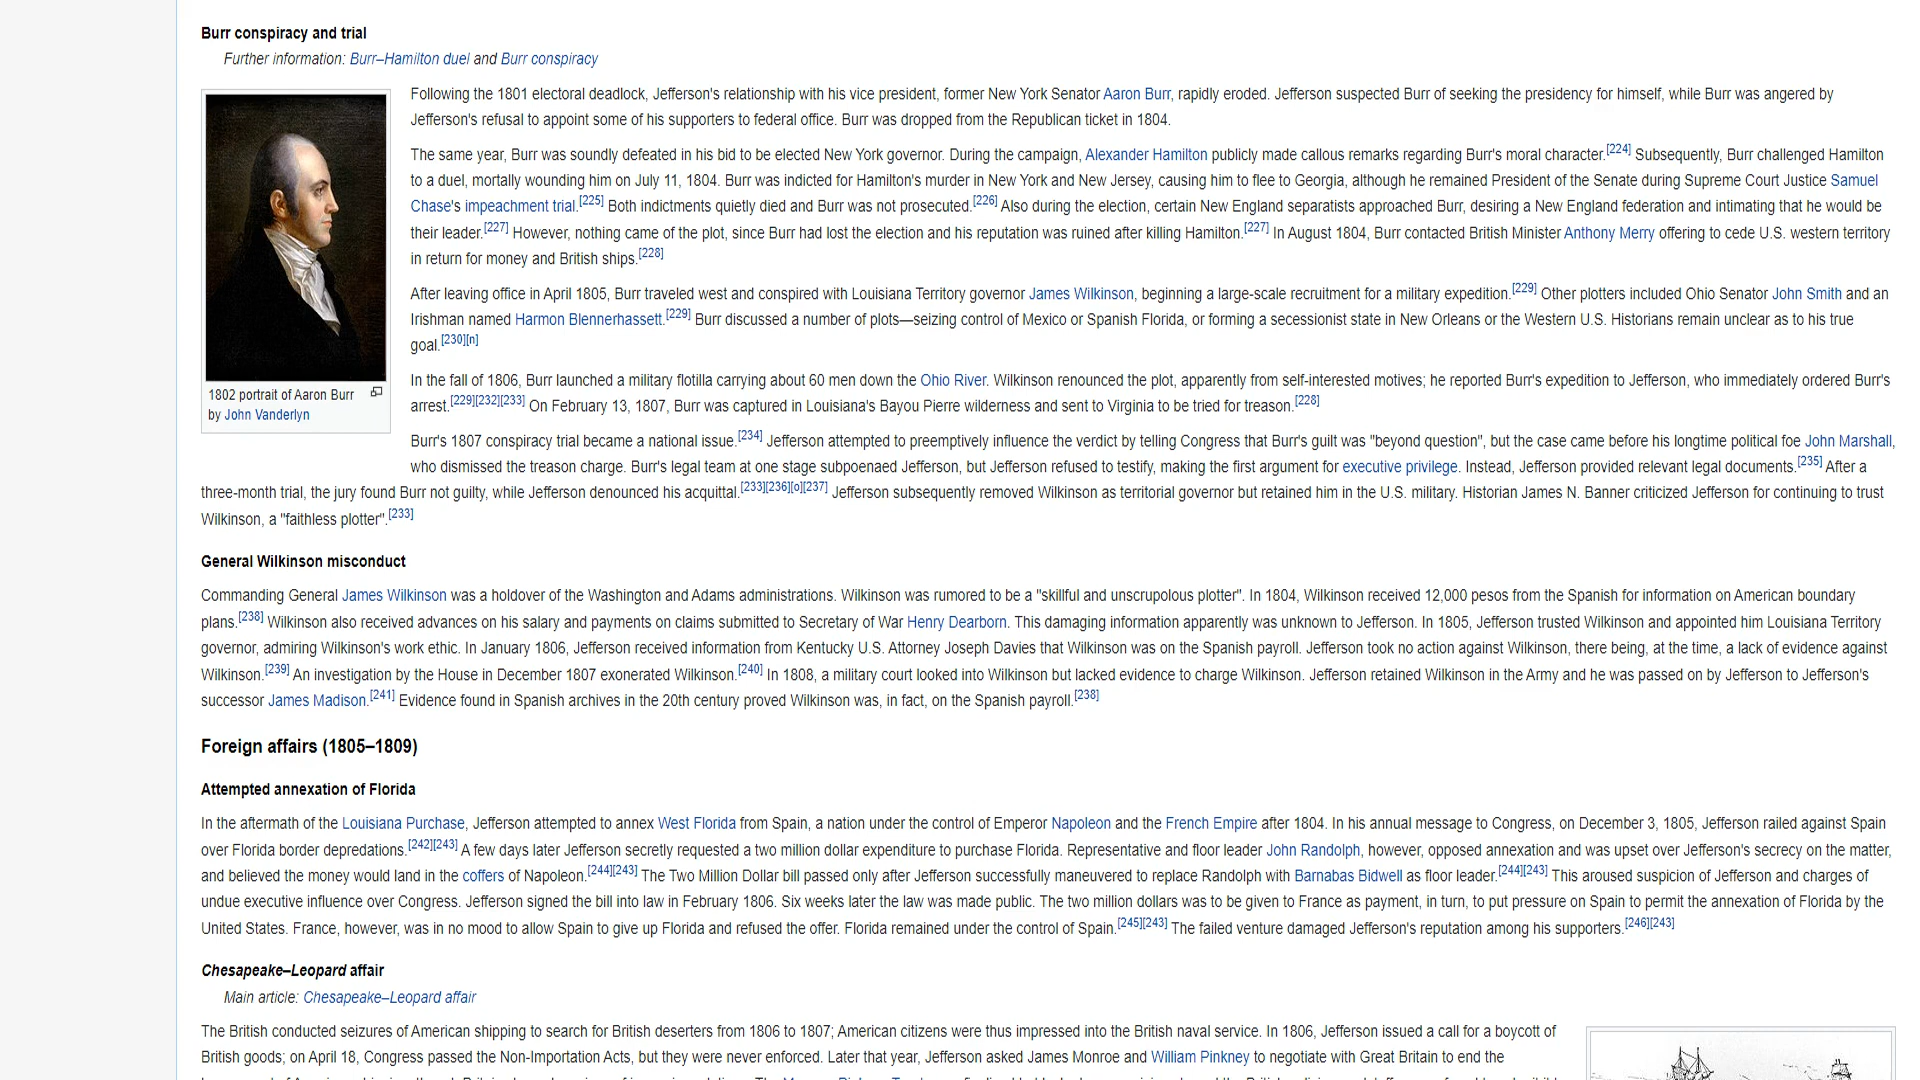 Burr conspiracy and trial
Further information: Burr–Hamilton duel and Burr conspiracy
Following the 1801 electoral deadlock, Jefferson's relationship with his vice president, former New York Senator Aaron Burr, rapidly eroded. Jefferson suspected Burr of seeking the presidency for himself, while Burr was angered by
Jefferson's refusal to appoint some of his supporters to federal office. Burr was dropped from the Republican ticket in 1804.
The same year, Burr was soundly defeated in his bid to be elected New York governor. During the campaign, Alexander Hamilton publicly made callous remarks regarding Burr's moral character.[224] Subsequently, Burr challenged Hamilton
to a duel, mortally wounding him on July 11, 1804. Burr was indicted for Hamilton's murder in New York and New Jersey, causing him to flee to Georgia, although he remained President of the Senate during Supreme Court Justice Samuel
Chase's impeachment trial.[225] Both indictments quietly died and Burr was not prosecuted.[226] Also during the election, certain New England separatists approached Burr, desiring a New England federation and intimating that he would be
their leader.[227] However, nothing came of the plot, since Burr had lost the election and his reputation was ruined after killing Hamilton.[227] In August 1804, Burr contacted British Minister Anthony Merry offering to cede U.S. western territory
in return for money and British ships.[228]
After leaving office in April 1805, Burr traveled west and conspired with Louisiana Territory governor James Wilkinson, beginning a large-scale recruitment for a military expedition.[229] Other plotters included Ohio Senator John Smith and an
Irishman named Harmon Blennerhassett.[229] Burr discussed a number of plots—seizing control of Mexico or Spanish Florida, or forming a secessionist state in New Orleans or the Western U.S. Historians remain unclear as to his true
goal.[230][n]
1802 portrait of Aaron Burr
by John Vanderlyn
In the fall of 1806, Burr launched a military flotilla carrying about 60 men down the Ohio River. Wilkinson renounced the plot, apparently from self-interested motives; he reported Burr's expedition to Jefferson, who immediately ordered Burr's
arrest.[229][232][233] On February 13, 1807, Burr was captured in Louisiana's Bayou Pierre wilderness and sent to Virginia to be tried for treason.[228]
Burr's 1807 conspiracy trial became a national issue.[234] Jefferson attempted to preemptively influence the verdict by telling Congress that Burr's guilt was "beyond question", but the case came before his longtime political foe John Marshall,
who dismissed the treason charge. Burr's legal team at one stage subpoenaed Jefferson, but Jefferson refused to testify, making the first argument for executive privilege. Instead, Jefferson provided relevant legal documents.[235] After a
three-month trial, the jury found Burr not guilty, while Jefferson denounced his acquittal.[233][236][o][237] Jefferson subsequently removed Wilkinson as territorial governor but retained him in the U.S. military. Historian James N. Banner criticized Jefferson for continuing to trust
Wilkinson, a "faithless plotter".[233]
General Wilkinson misconduct
Commanding General James Wilkinson was a holdover of the Washington and Adams administrations. Wilkinson was rumored to be a "skillful and unscrupolous plotter". In 1804, Wilkinson received 12,000 pesos from the Spanish for information on American boundary
plans.[238] Wilkinson also received advances on his salary and payments on claims submitted to Secretary of War Henry Dearborn. This damaging information apparently was unknown to Jefferson. In 1805, Jefferson trusted Wilkinson and appointed him Louisiana Territory
governor, admiring Wilkinson's work ethic. In January 1806, Jefferson received information from Kentucky U.S. Attorney Joseph Davies that Wilkinson was on the Spanish payroll. Jefferson took no action against Wilkinson, there being, at the time, a lack of evidence against
Wilkinson.[239] An investigation by the House in December 1807 exonerated Wilkinson.[240] In 1808, a military court looked into Wilkinson but lacked evidence to charge Wilkinson. Jefferson retained Wilkinson in the Army and he was passed on by Jefferson to Jefferson's
successor James Madison.[241] Evidence found in Spanish archives in the 20th century proved Wilkinson was, in fact, on the Spanish payroll.[238]
Foreign affairs (1805–1809)
Attempted annexation of Florida
In the aftermath of the Louisiana Purchase, Jefferson attempted to annex West Florida from Spain, a nation under the control of Emperor Napoleon and the French Empire after 1804. In his annual message to Congress, on December 3, 1805, Jefferson railed against Spain
over Florida border depredations.[242][243] A few days later Jefferson secretly requested a two million dollar expenditure to purchase Florida. Representative and floor leader John Randolph, however, opposed annexation and was upset over Jefferson's secrecy on the matter,
and believed the money would land in the coffers of Napoleon.[244][243] The Two Million Dollar bill passed only after Jefferson successfully maneuvered to replace Randolph with Barnabas Bidwell as floor leader.[244][243] This aroused suspicion of Jefferson and charges of
undue executive influence over Congress. Jefferson signed the bill into law in February 1806. Six weeks later the law was made public. The two million dollars was to be given to France as payment, in turn, to put pressure on Spain to permit the annexation of Florida by the
United States. France, however, was in no mood to allow Spain to give up Florida and refused the offer. Florida remained under the control of Spain.[245][243] The failed venture damaged Jefferson's reputation among his supporters.[246][243]
Chesapeake–Leopard affair
Main article: Chesapeake–Leopard affair
The British conducted seizures of American shipping to search for British deserters from 1806 to 1807; American citizens were thus impressed into the British naval service. In 1806, Jefferson issued a call for a boycott of
British goods; on April 18, Congress passed the Non-Importation Acts, but they were never enforced. Later that year, Jefferson asked James Monroe and William Pinkney to negotiate with Great Britain to end the